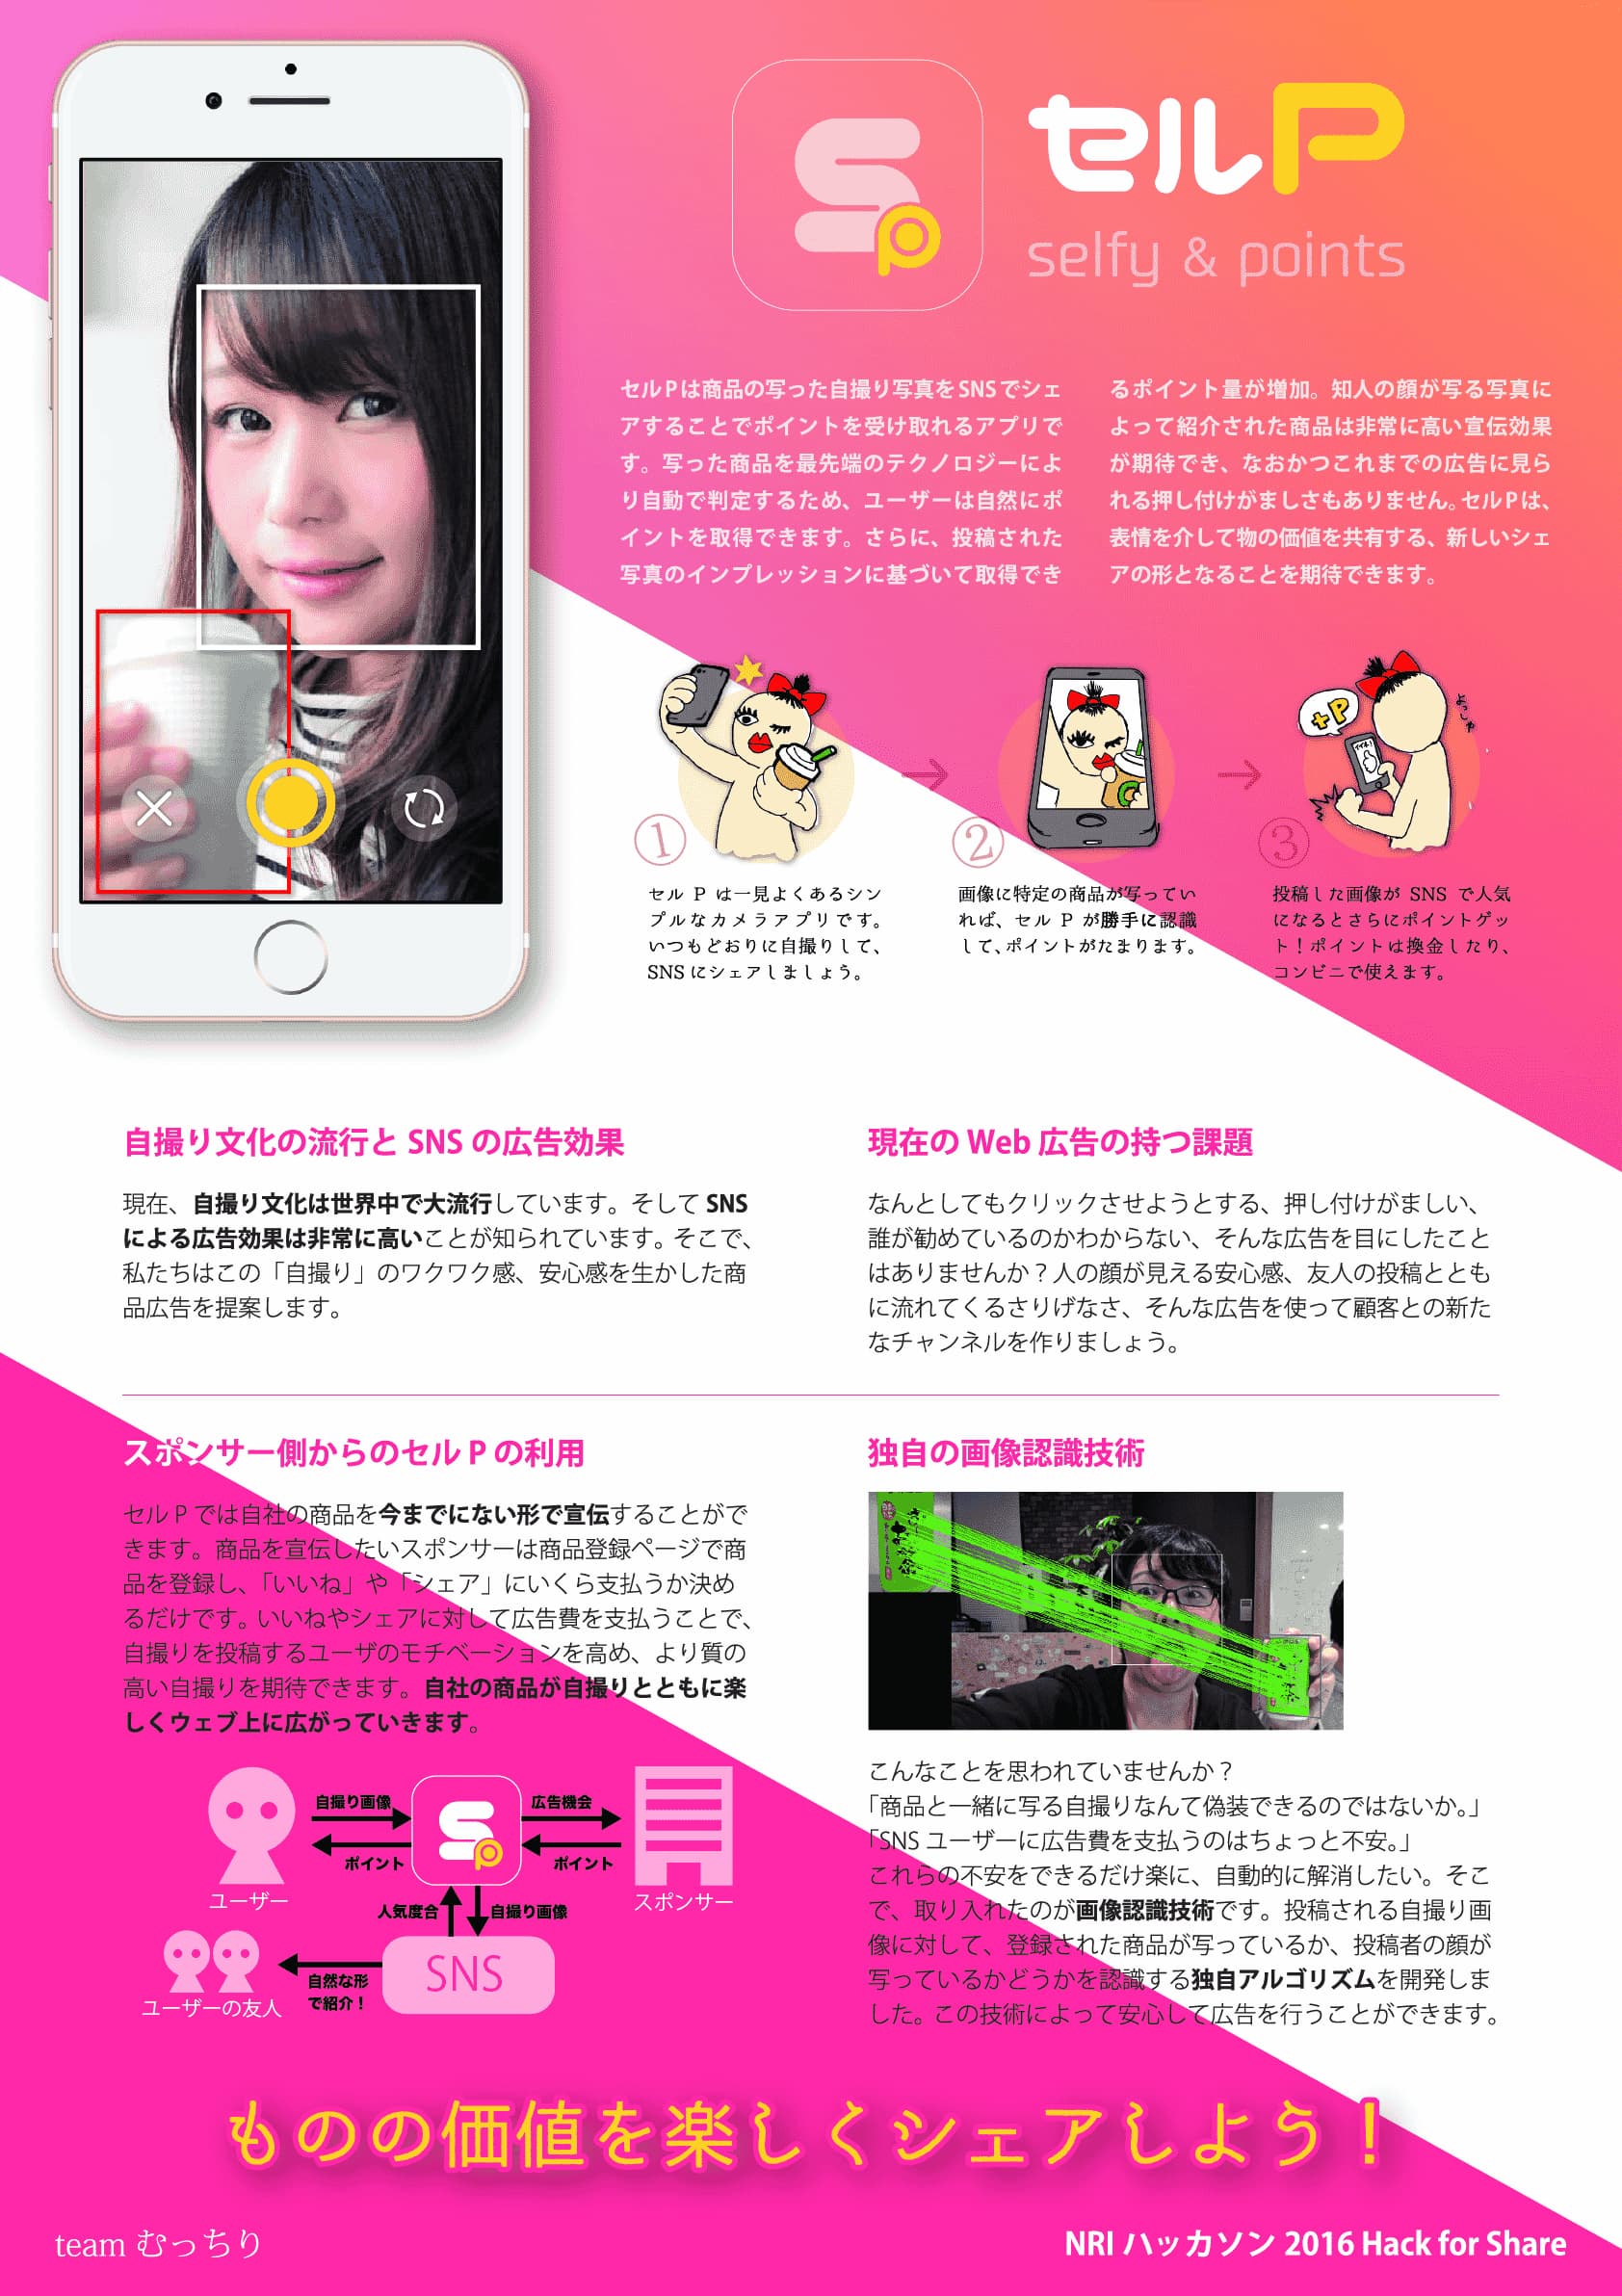 セルP
selfy & points
セルPは商品の写った自撮り写真をSNSでシェ
アすることでポイントを受け取れるアプリで
す。写った商品を最先端のテクノロジーによ
り自動で判定するため、ユーザーは自然にポ
イントを取得できます。さらに、投稿された
写真のインプレッションに基づいて取得でき
るポイント量が増加。知人の顔が写る写真に
よって紹介された商品は非常に高い宣伝効果
が期待でき、なおかつこれまでの広告に見ら
れる押し付けがましさもありません。セルPは、
表情を介して物の価値を共有する、新しいシェ
アの形となることを期待できます。
1
セル P は一見よくあるシン
プルなカメラアプリです。
いつもどおりに自撮りして、
SNS にシェアしましょう。
2
画像に特定の商品が写ってい
れば、セル P が勝手に認識
して、ポイントがたまります。
+P
よっしゃ
3
投稿した画像が SNS で人気
になるとさらにポイントゲッ
ト！ポイントは換金したり、
コンビニで使えます。
自撮り文化の流行と SNS の広告効果
現在、自撮り文化は世界中で大流行しています。そして SNS
による広告効果は非常に高いことが知られています。そこで、
私たちはこの「自撮り」のワクワク感、安心感を生かした商
品広告を提案します。
現在の Web 広告の持つ課題
なんとしてもクリックさせようとする、押し付けがましい、
誰が勧めているのかわからない、そんな広告を目にしたこと
はありませんか？人の顔が見える安心感、友人の投稿ととも
に流れてくるさりげなさ、そんな広告を使って顧客との新た
なチャンネルを作りましょう。
スポンサー側からのセル P の利用
セル P では自社の商品を今までにない形で宣伝することがで
きます。商品を宣伝したいスポンサーは商品登録ページで商
品を登録し、「いいね」や「シェア」にいくら支払うか決め
るだけです。いいねやシェアに対して広告費を支払うことで、
自撮りを投稿するユーザのモチベーションを高め、より質の
高い自撮りを期待できます。自社の商品が自撮りとともに楽
しくウェブ上に広がっていきます。
自撮り画像
ポイント
広告機会
ポイント
ユーザー
スポンサー
人気度合
自撮り画像
SNS
自然な形
で紹介！
ユーザーの友人
独自の画像認識技術
こんなことを思われていませんか？
「商品と一緒に写る自撮りなんて偽装できるのではないか。」
「SNS ユーザーに広告費を支払うのはちょっと不安。」
これらの不安をできるだけ楽に、自動的に解消したい。そこ
で、取り入れたのが画像認識技術です。投稿される自撮り画
像に対して、登録された商品が写っているか、投稿者の顔が
写っているかどうかを認識する独自アルゴリズムを開発しま
した。この技術によって安心して広告を行うことができます。
ものの価値を楽しくシェアしよう！
team むっちり
NRI ハッカソン 2016 Hack for Share